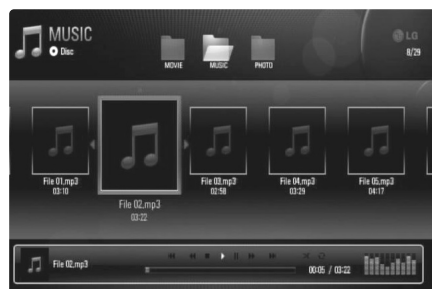 MUSIC
Disc
MOVIE
MUSIC
PHOTO
LG
8/29
File 01.mp3
03:10
File 02.mp3
03:22
File 03.mp3
02:58
File 04.mp3
03:29
File 05.mp3
04:17
File 02.mp3
00:05 / 03:22